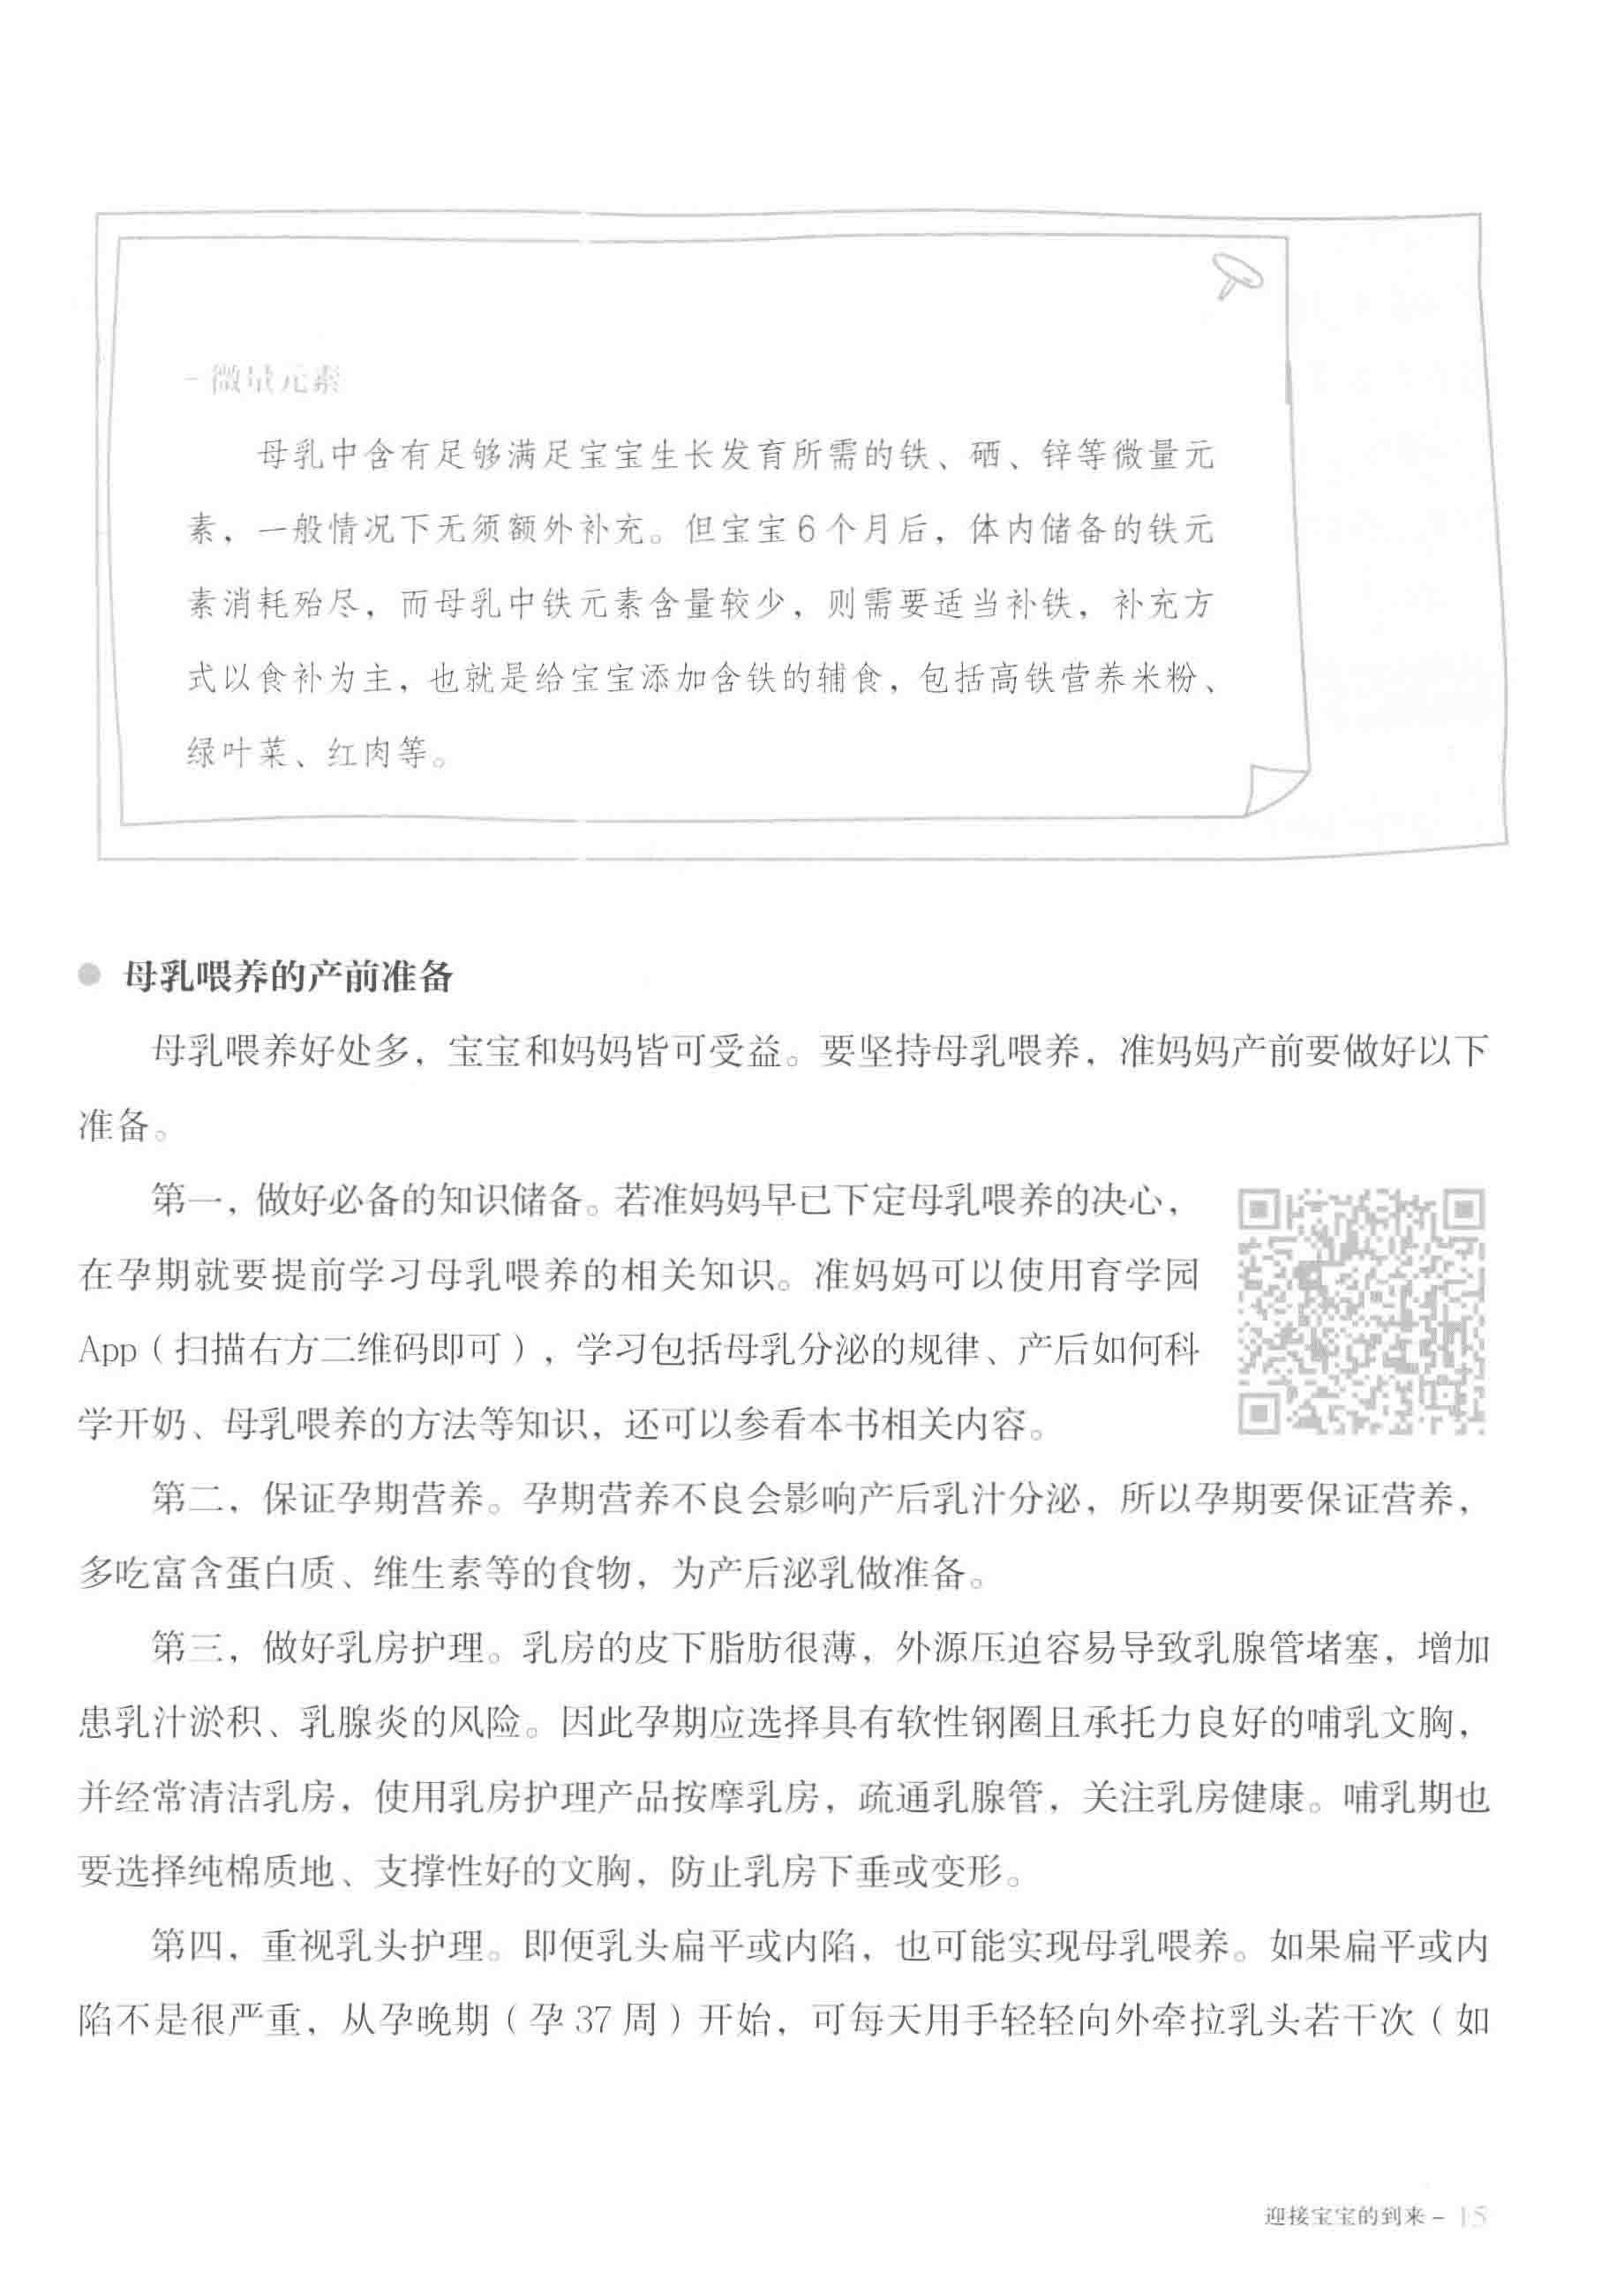 - 微量元素
母乳中含有足够满足宝宝生长发育所需的铁、硒、锌等微量元
素，一般情况下无须额外补充。但宝宝6个月后，体内储备的铁元
素消耗殆尽，而母乳中铁元素含量较少，则需要适当补铁，补充方
式以食补为主，也就是给宝宝添加含铁的辅食，包括高铁营养米粉、
绿叶菜、红肉等。
● 母乳喂养的产前准备
母乳喂养好处多，宝宝和妈妈皆可受益。要坚持母乳喂养，准妈妈产前要做好以下
准备。
第一，做好必备的知识储备。若准妈妈早已下定母乳喂养的决心，
在孕期就要提前学习母乳喂养的相关知识。准妈妈可以使用育学园
App（扫描右方二维码即可），学习包括母乳分泌的规律、产后如何科
学开奶、母乳喂养的方法等知识，还可以参看本书相关内容。
第二，保证孕期营养。孕期营养不良会影响产后乳汁分泌，所以孕期要保证营养，
多吃富含蛋白质、维生素等的食物，为产后泌乳做准备。
第三，做好乳房护理。乳房的皮下脂肪很薄，外源压迫容易导致乳腺管堵塞，增加
患乳汁淤积、乳腺炎的风险。因此孕期应选择具有软性钢圈且承托力良好的哺乳文胸，
并经常清洁乳房，使用乳房护理产品按摩乳房，疏通乳腺管，关注乳房健康。哺乳期也
要选择纯棉质地、支撑性好的文胸，防止乳房下垂或变形。
第四，重视乳头护理。即便乳头扁平或内陷，也可能实现母乳喂养。如果扁平或内
陷不是很严重，从孕晚期（孕37周）开始，可每天用手轻轻向外牵拉乳头若干次（如
迎接宝宝的到来 - 15